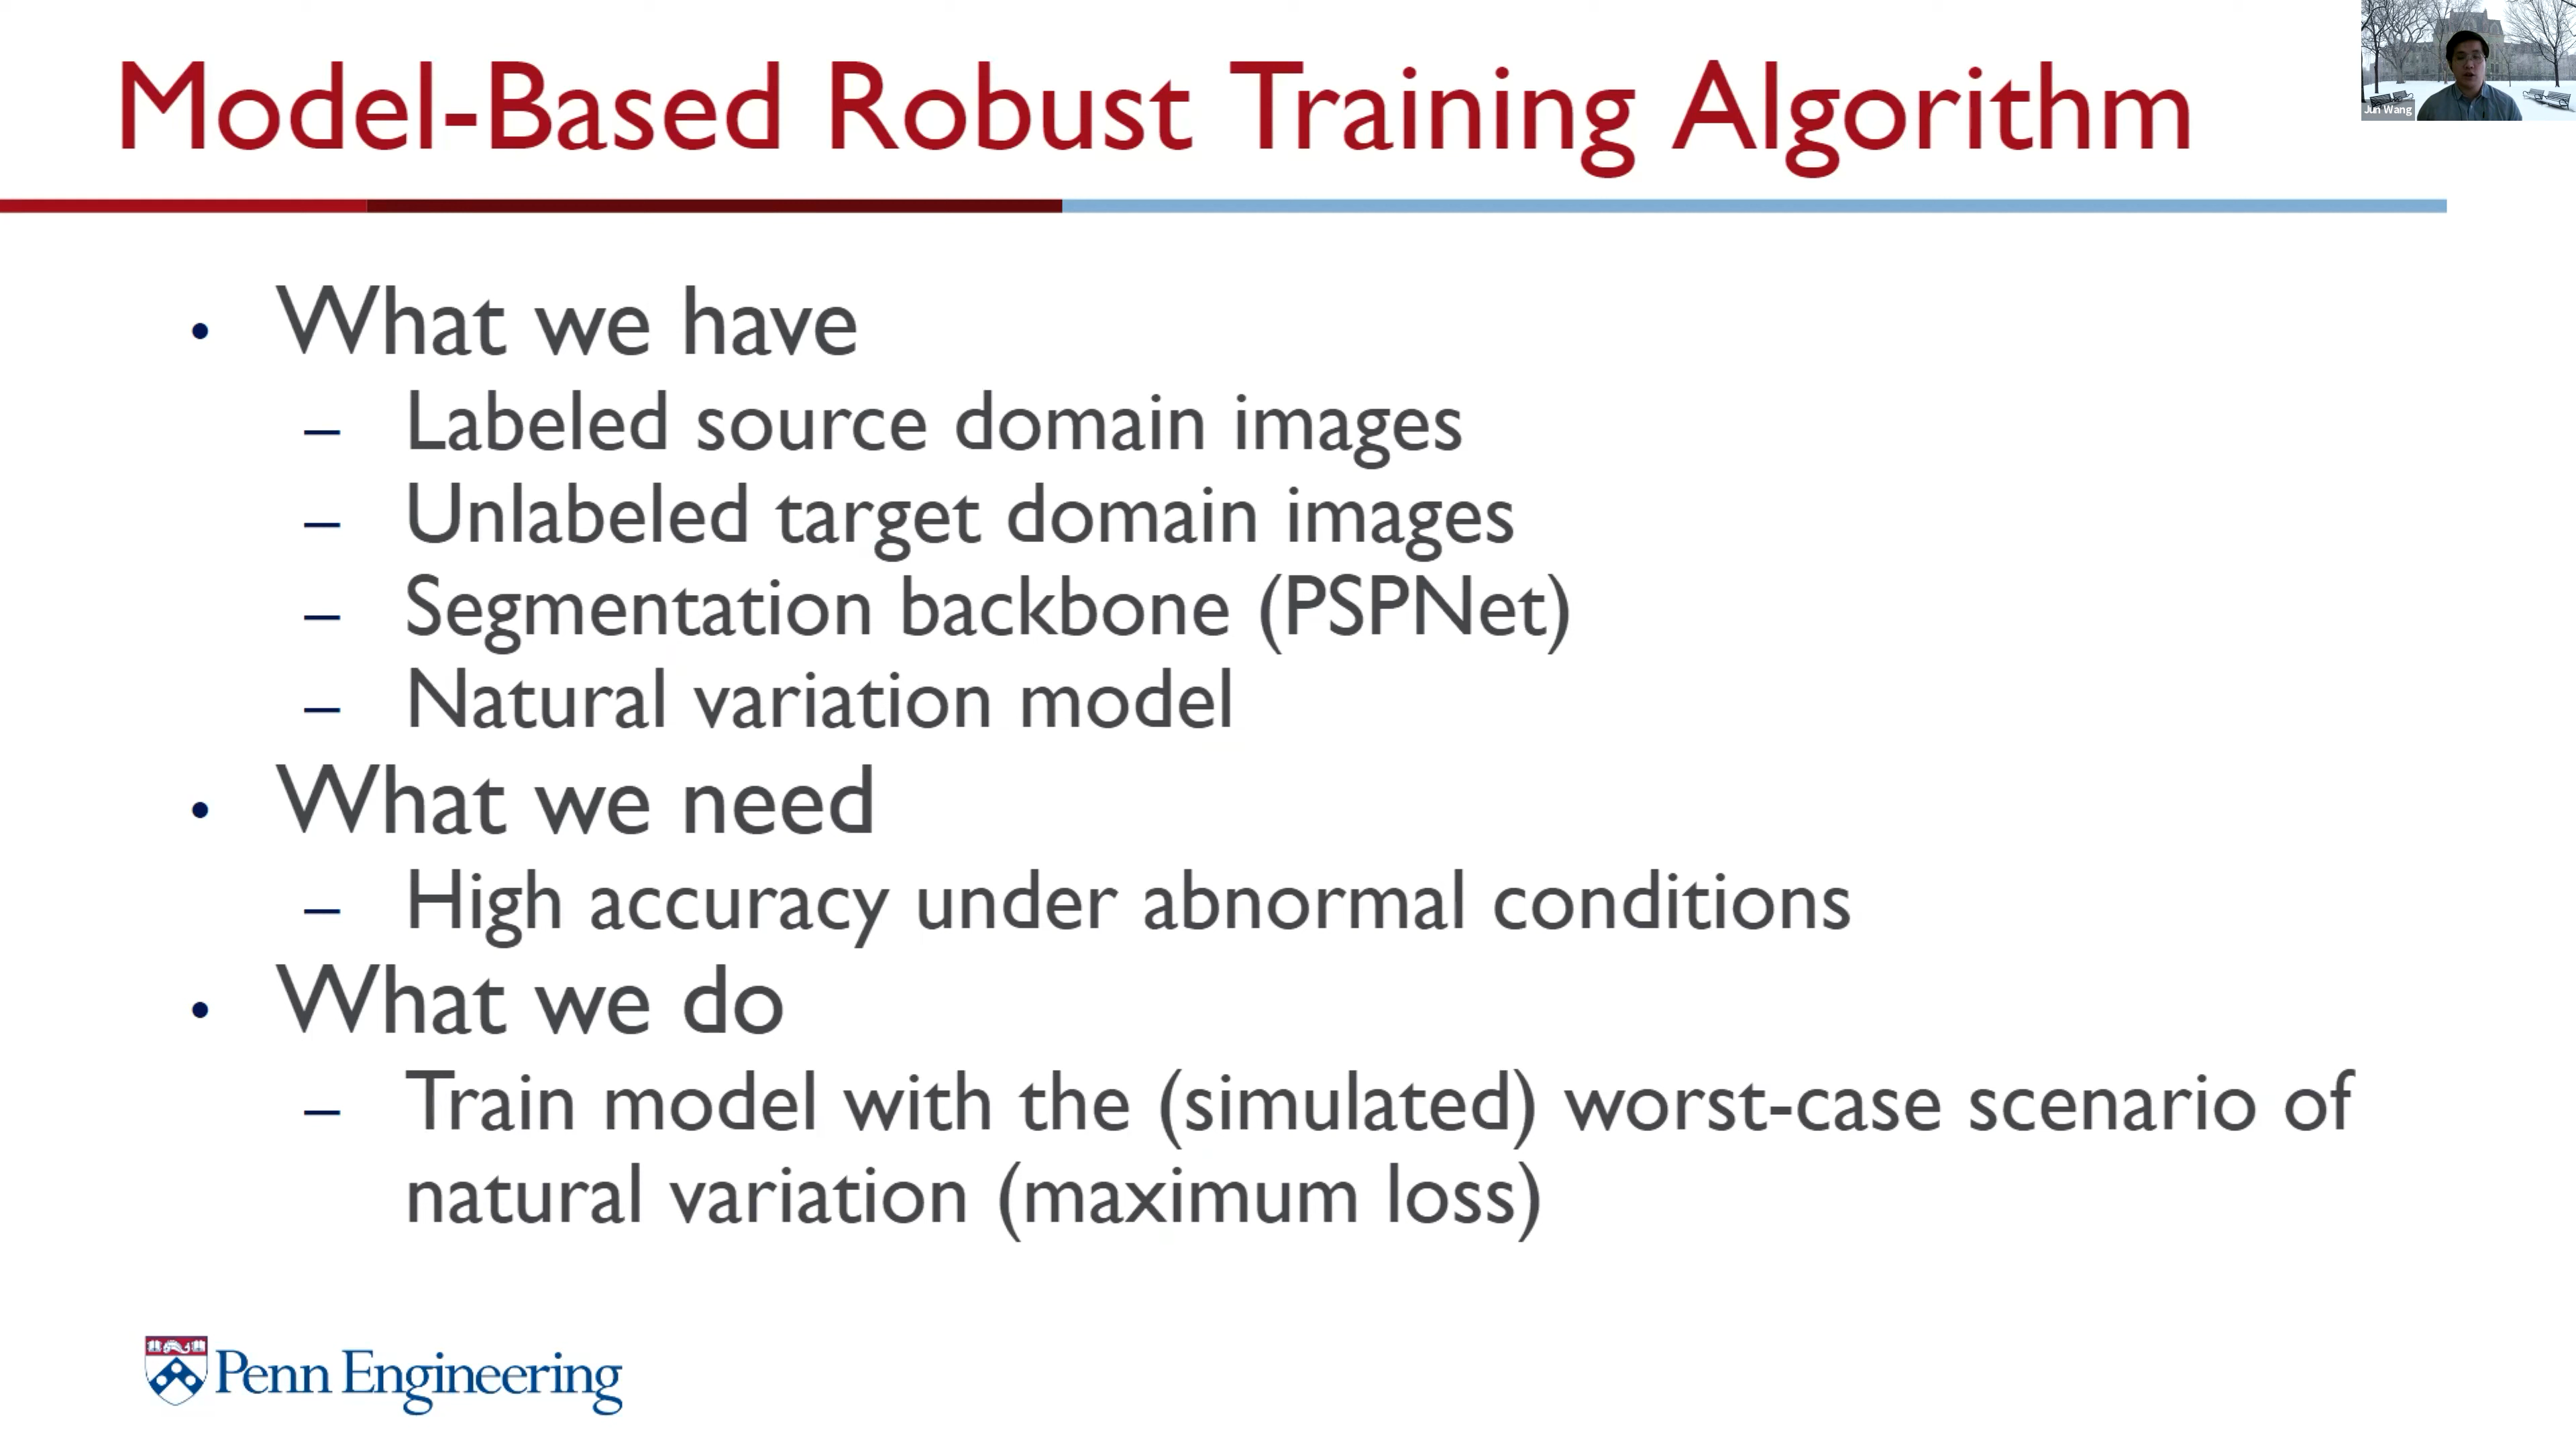 Model-Based Robust Training Algorithm
Jun Wang
• What we have
– Labeled source domain images
– Unlabeled target domain images
– Segmentation backbone (PSPNet)
– Natural variation model
• What we need
– High accuracy under abnormal conditions
• What we do
– Train model with the (simulated) worst-case scenario of
natural variation (maximum loss)
Penn Engineering